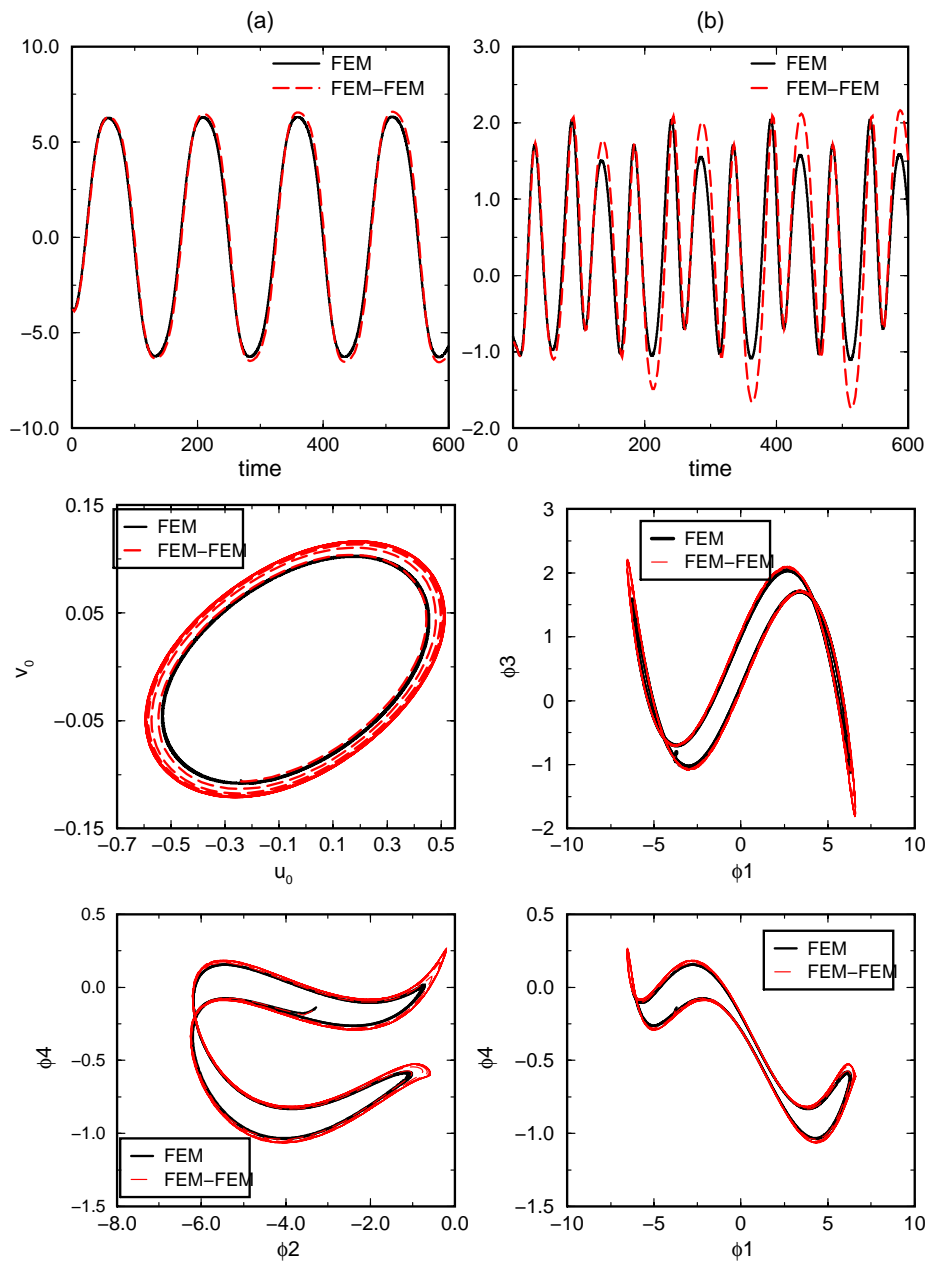 (a)
(b)
10.0
5.0
0.0
−5.0
−10.0
0
200
400
600
time
FEM
FEM−FEM
3.0
2.0
1.0
0.0
−1.0
−2.0
0
200
400
600
time
FEM
FEM−FEM
0.15
0.05
−0.05
−0.15
−0.7
−0.5
−0.3
−0.1
0.1
0.3
0.5
v₀
u₀
FEM
FEM−FEM
3
2
1
0
−1
−2
−10
−5
0
5
10
ϕ3
ϕ1
FEM
FEM−FEM
0.5
0.0
−0.5
−1.0
−1.5
−8.0
−6.0
−4.0
−2.0
0.0
ϕ4
ϕ2
FEM
FEM−FEM
0.5
0.0
−0.5
−1.0
−1.5
−10
−5
0
5
10
ϕ4
ϕ1
FEM
FEM−FEM